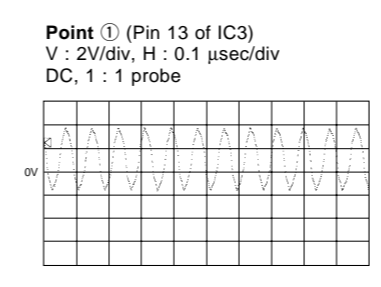 Point ① (Pin 13 of IC3)
V : 2V/div, H : 0.1 μsec/div
DC, 1 : 1 probe
0V